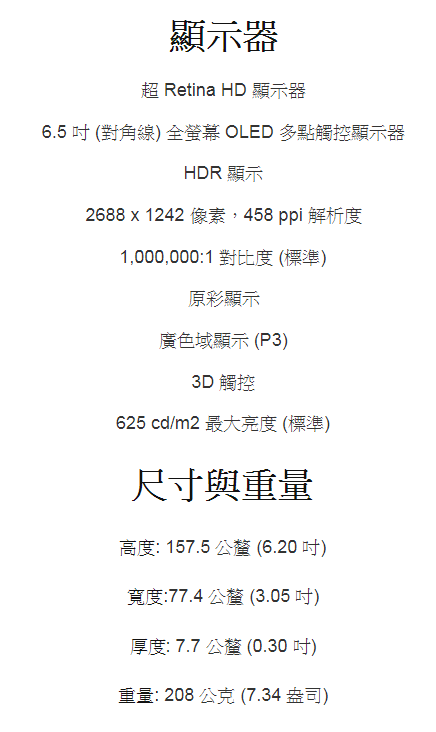 顯示器
超 Retina HD 顯示器
6.5 吋 (對角線) 全螢幕 OLED 多點觸控顯示器
HDR 顯示
2688 x 1242 像素，458 ppi 解析度
1,000,000:1 對比度 (標準)
原彩顯示
廣色域顯示 (P3)
3D 觸控
625 cd/m2 最大亮度 (標準)
尺寸與重量
高度: 157.5 公釐 (6.20 吋)
寬度:77.4 公釐 (3.05 吋)
厚度: 7.7 公釐 (0.30 吋)
重量: 208 公克 (7.34 盎司)